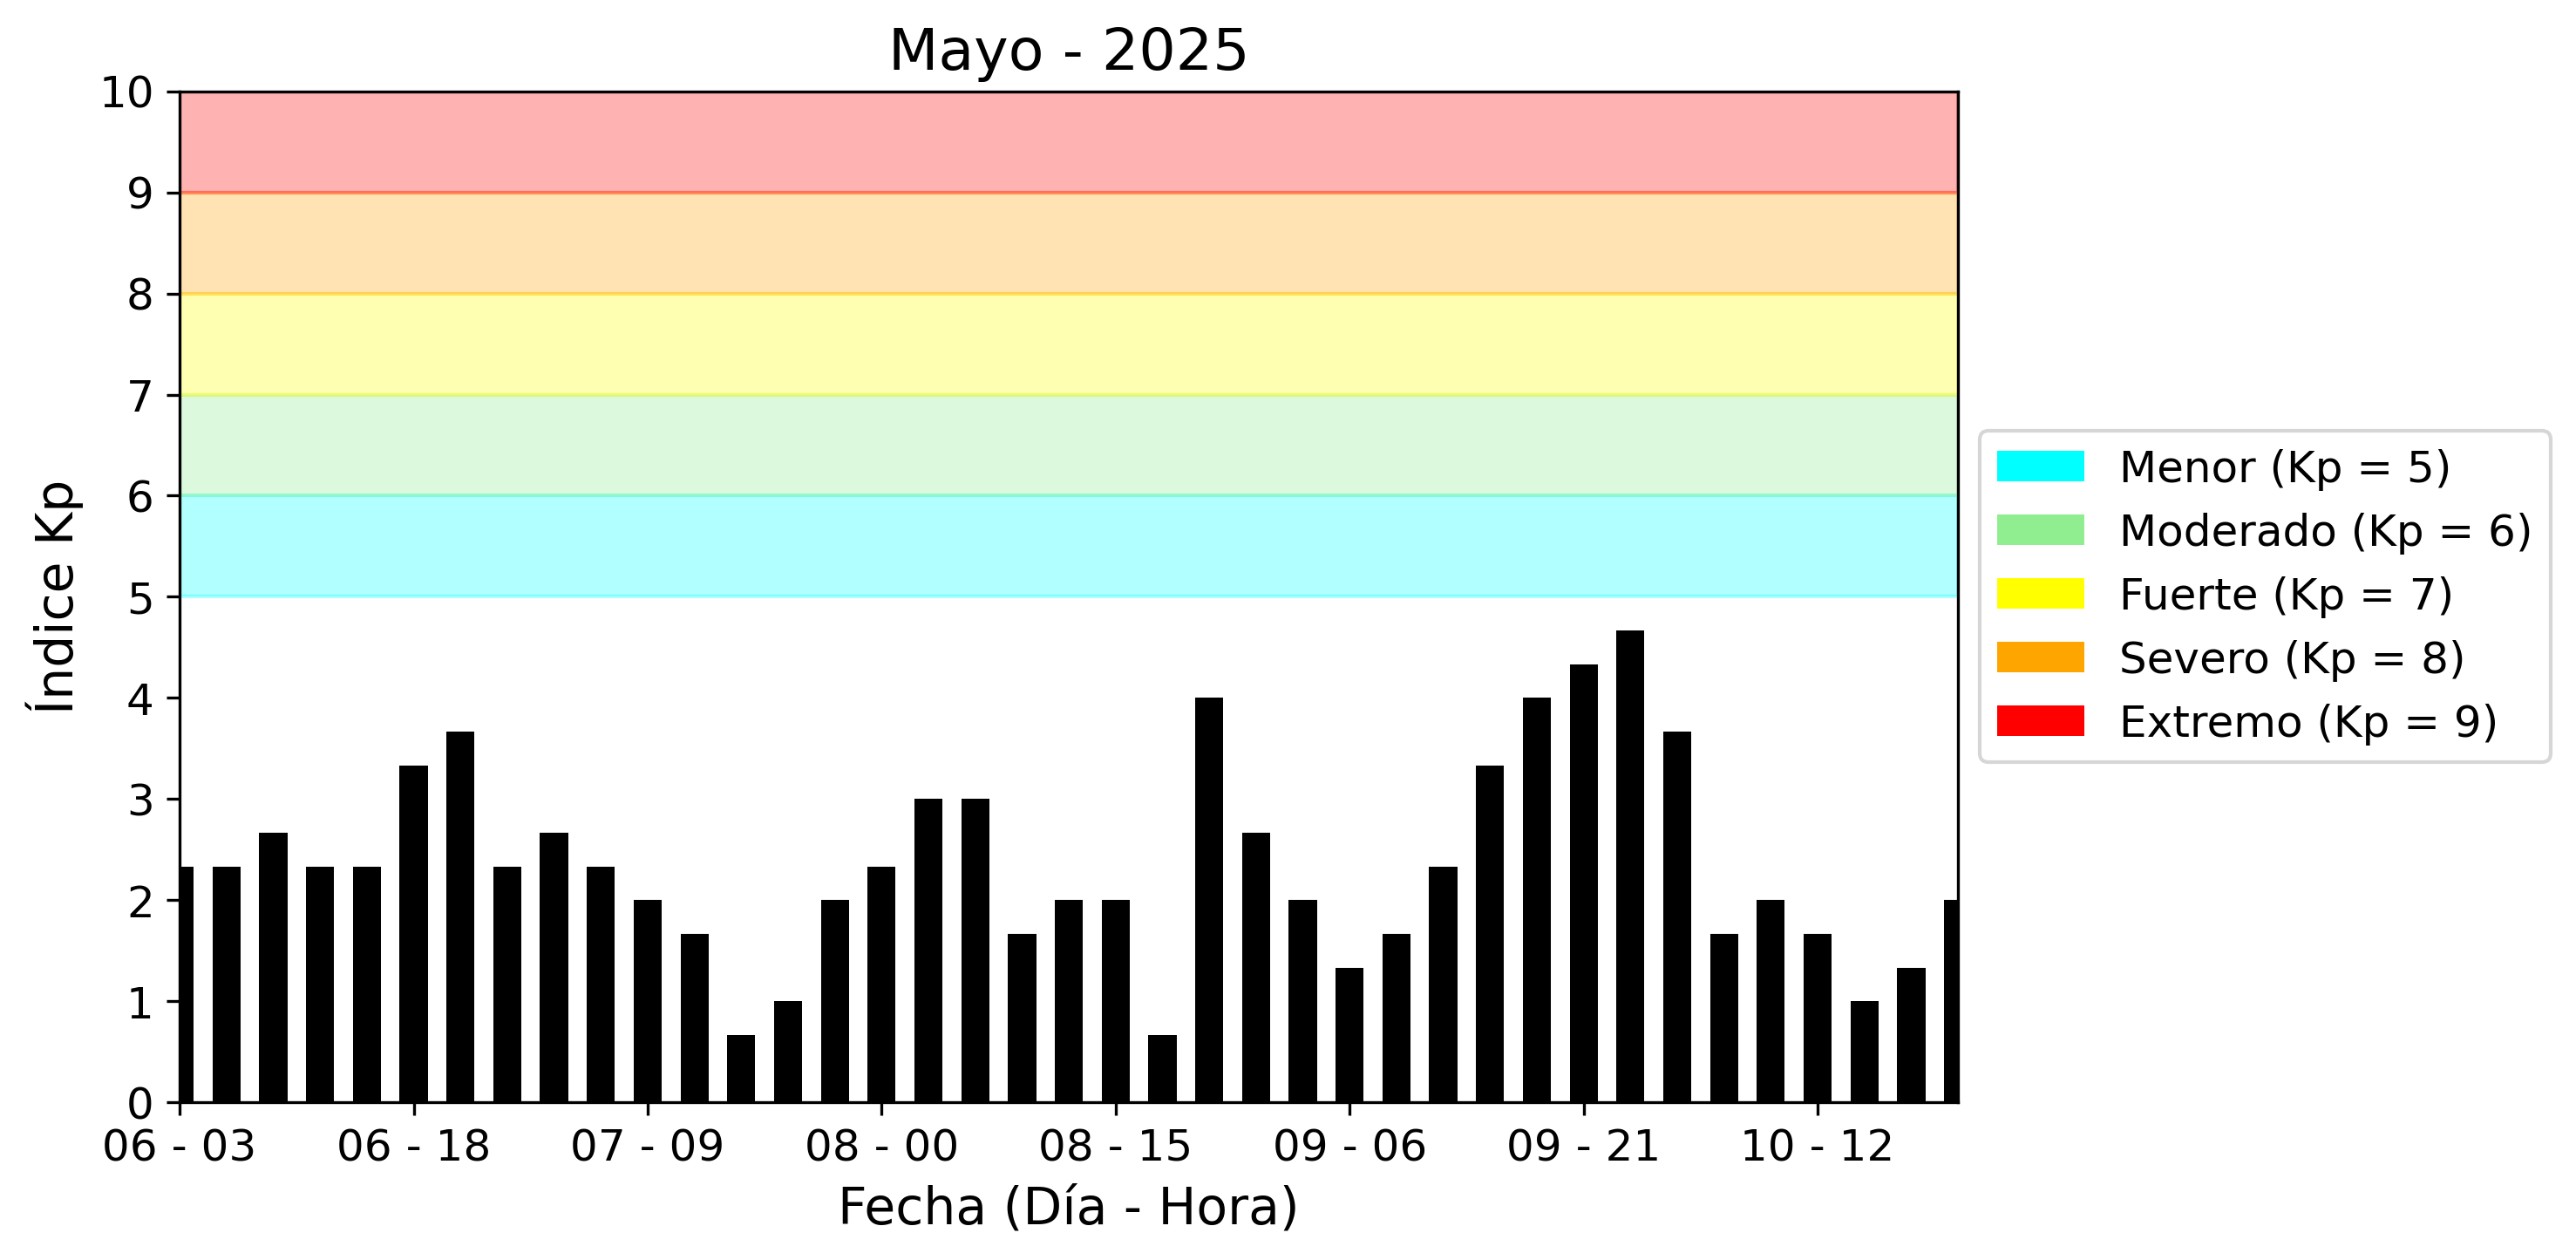 Mayo - 2025
10
9
8
7
6
5
4
3
2
1
0
Índice Kp
06 - 03
06 - 18
07 - 09
08 - 00
08 - 15
09 - 06
09 - 21
10 - 12
Fecha (Día - Hora)
Menor (Kp = 5)
Moderado (Kp = 6)
Fuerte (Kp = 7)
Severo (Kp = 8)
Extremo (Kp = 9)